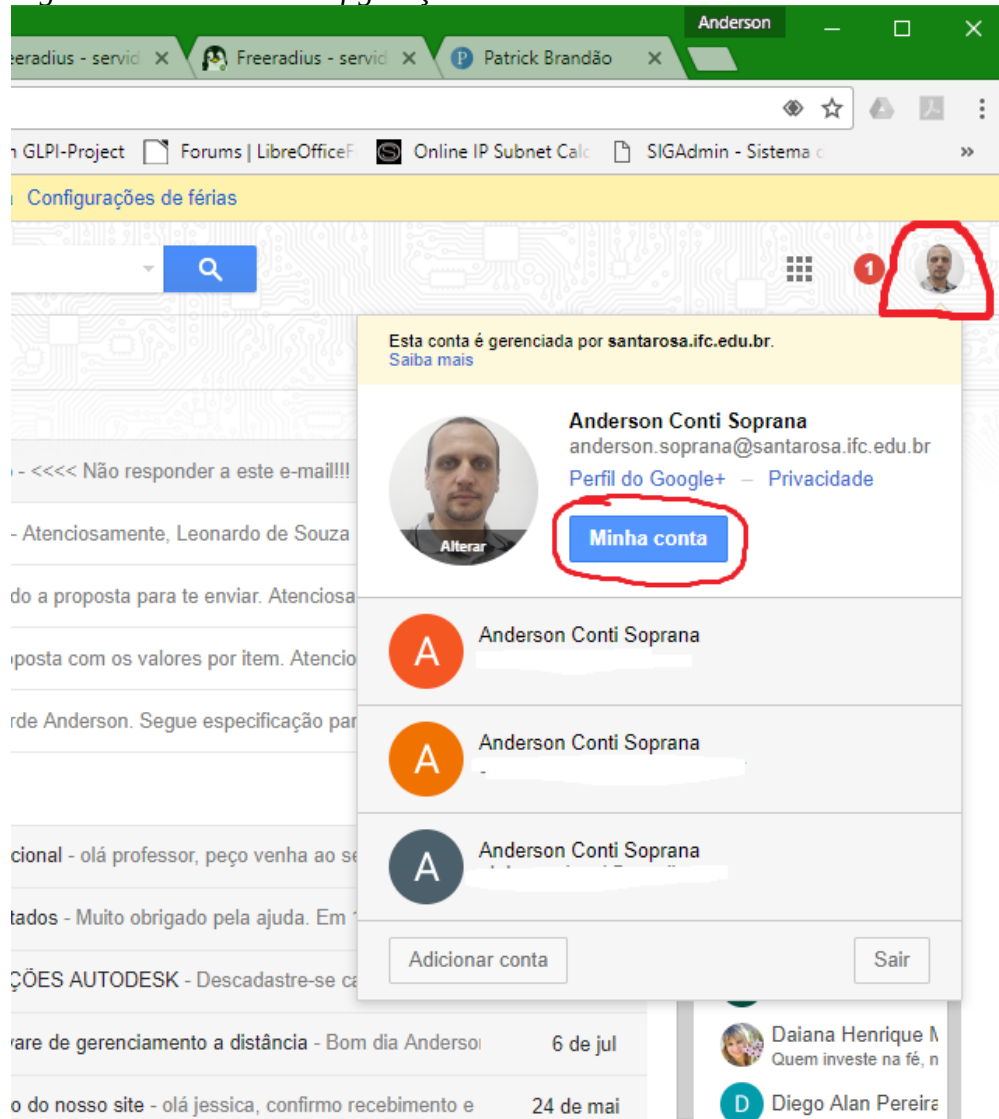 Anderson
eeradius - servid
Freeradius - servid
Patrick Brandão
GLPI-Project
Forums | LibreOfficeF
Online IP Subnet Calc
SIGAdmin - Sistema
»
Configurações de férias
1
Esta conta é gerenciada por santarosa.ifc.edu.br.
Saiba mais
Anderson Conti Soprana
anderson.soprana@santarosa.ifc.edu.br
Perfil do Google+ – Privacidade
Alterar
Minha conta
- <<<< Não responder a este e-mail!!!
- Atenciosamente, Leonardo de Souza
do a proposta para te enviar. Atenciosa
posta com os valores por item. Atencio
rde Anderson. Segue especificação par
A
Anderson Conti Soprana
A
Anderson Conti Soprana
A
Anderson Conti Soprana
Adicionar conta
Sair
cional - olá professor, peço venha ao se
tados - Muito obrigado pela ajuda. Em
ÇÕES AUTODESK - Descadastre-se ca
vare de gerenciamento a distância - Bom dia Anderso
6 de jul
o do nosso site - olá jessica, confirmo recebimento e
24 de mai
Daiana Henrique M
Quem investe na fé, n
D
Diego Alan Pereira